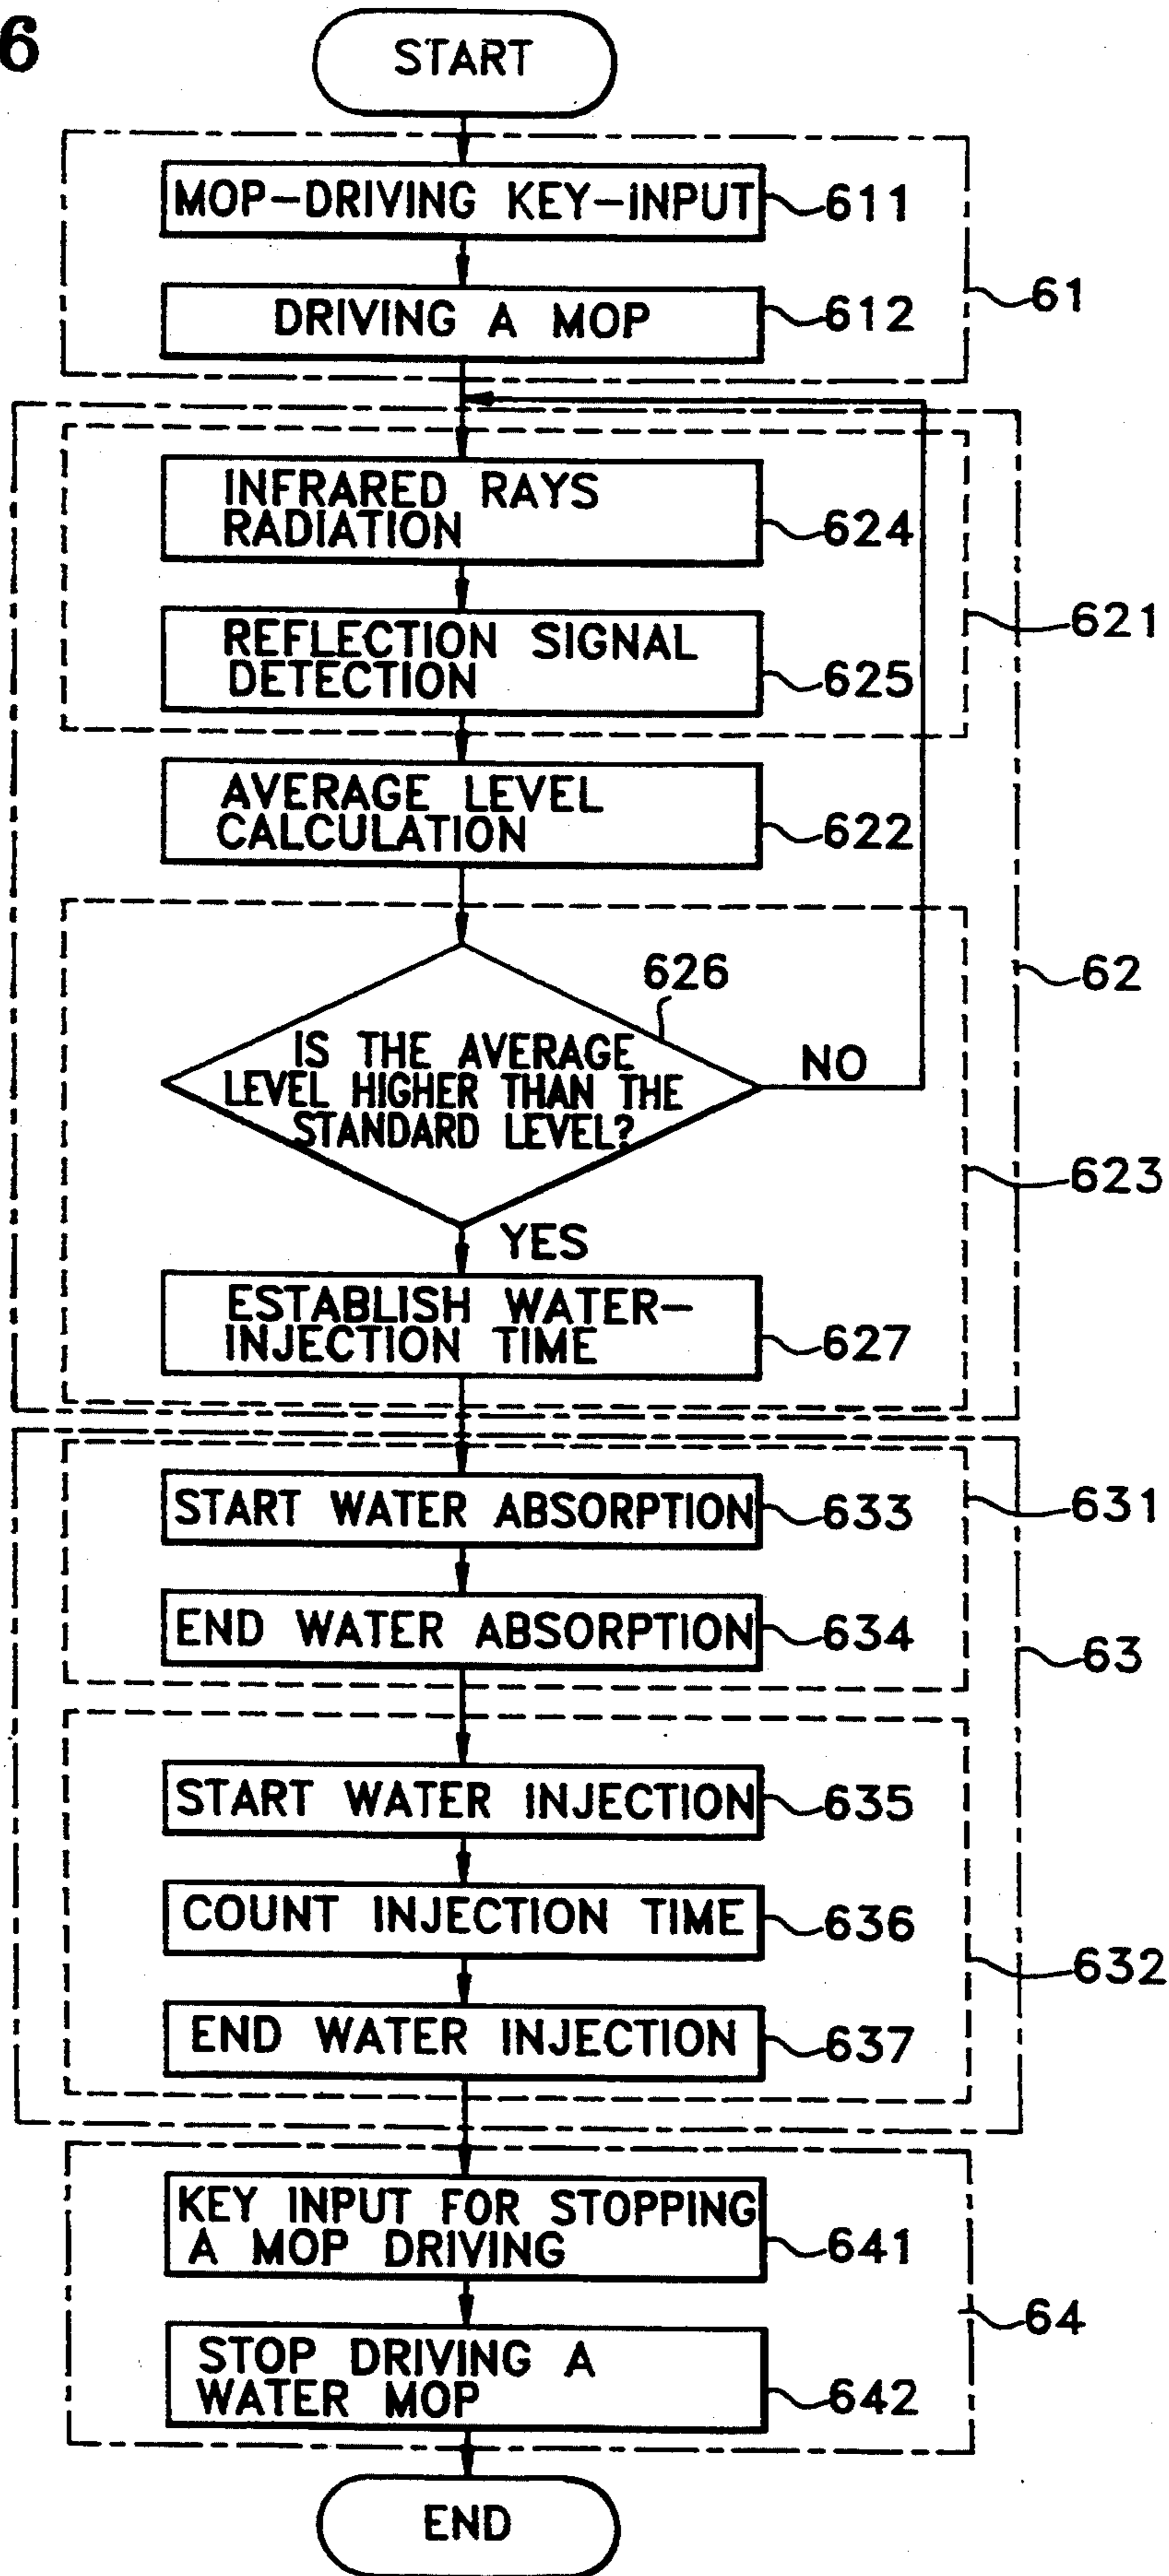 6
START
MOP-DRIVING KEY-INPUT
611
DRIVING A MOP
612
61
INFRARED RAYS
RADIATION
624
REFLECTION SIGNAL
DETECTION
625
621
AVERAGE LEVEL
CALCULATION
622
626
IS THE AVERAGE
LEVEL HIGHER THAN THE
STANDARD LEVEL?
NO
62
623
YES
ESTABLISH WATER-
INJECTION TIME
627
START WATER ABSORPTION
633
631
END WATER ABSORPTION
634
63
START WATER INJECTION
635
COUNT INJECTION TIME
636
632
END WATER INJECTION
637
KEY INPUT FOR STOPPING
A MOP DRIVING
641
64
STOP DRIVING A
WATER MOP
642
END